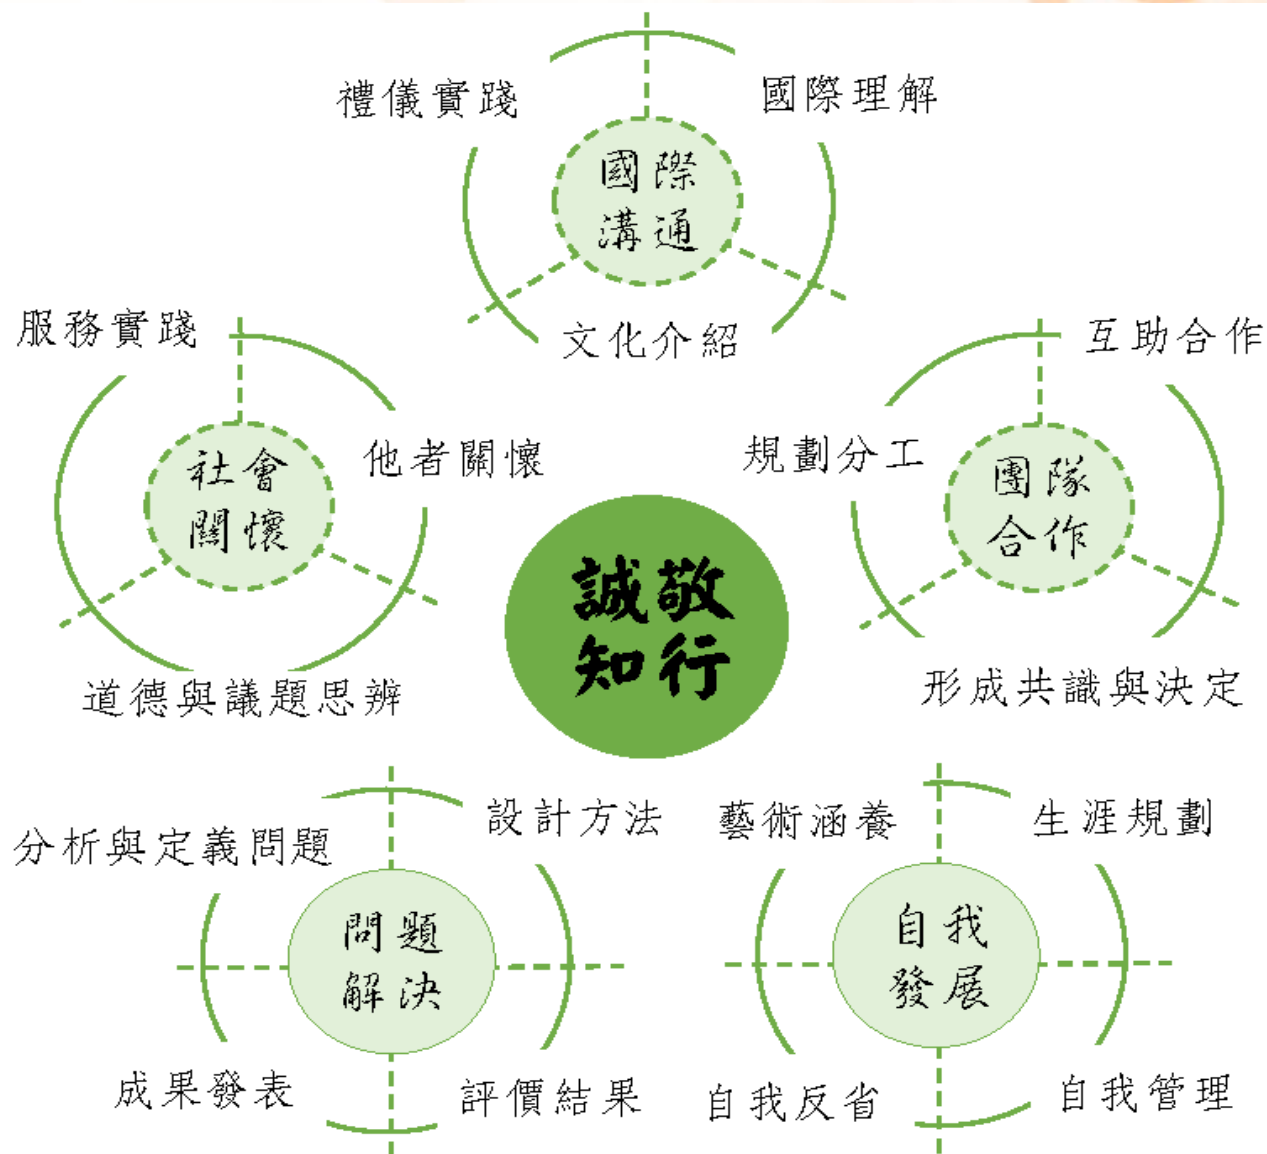 禮儀實踐
國際理解
國際
溝通
文化介紹
服務實踐
他者關懷
社會
關懷
道德與議題思辨
互助合作
規劃分工
團隊
合作
形成共識與決定
誠敬
知行
分析與定義問題
設計方法
問題
解決
成果發表
評價結果
藝術涵養
生涯規劃
自我
發展
自我反省
自我管理